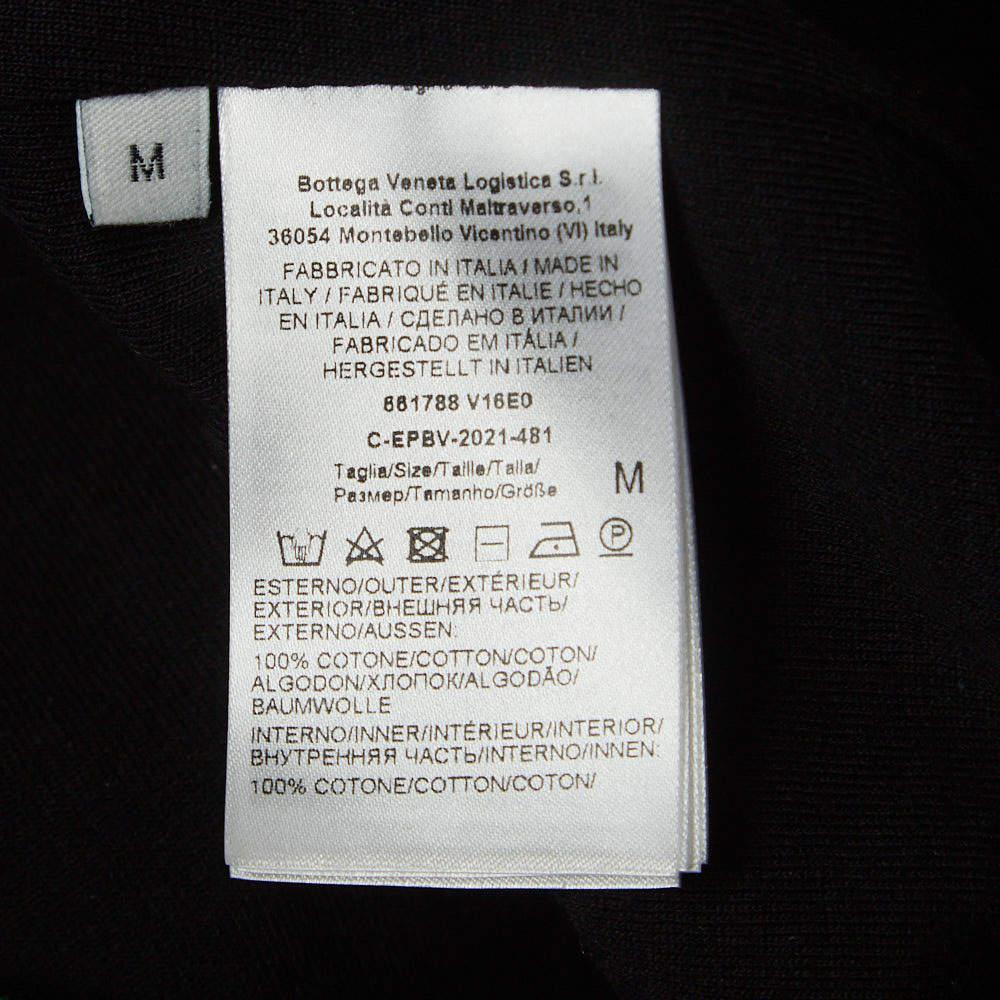 M
Bottega Veneta Logistica S.r.l.
Località Conti Maltraverso,1
36054 Montebello Vicentino (VI) Italy
FABBRICATO IN ITALIA / MADE IN
ITALY / FABRIQUÉ EN ITALIE / HECHO
EN ITALIA / СДЕЛАНО В ИТАЛИИ /
FABRICADO EM ITÁLIA /
HERGESTELLT IN ITALIEN
661788 V16E0
C-EPBV-2021-481
Taglia/Size/Taille/Talla/
Размер/Tamanho/Größe
M
P
ESTERNO/OUTER/EXTÉRIEUR/
EXTERIOR/ВНЕШНЯЯ ЧАСТЬ/
EXTERNO/AUSSEN:
100% COTONE/COTTON/COTON/
ALGODON/ХЛОПОК/ALGODÃO/
BAUMWOLLE
INTERNO/INNER/INTÉRIEUR/INTERIOR/
ВНУТРЕННЯЯ ЧАСТЬ/INTERNO/INNEN:
100% COTONE/COTTON/COTON/